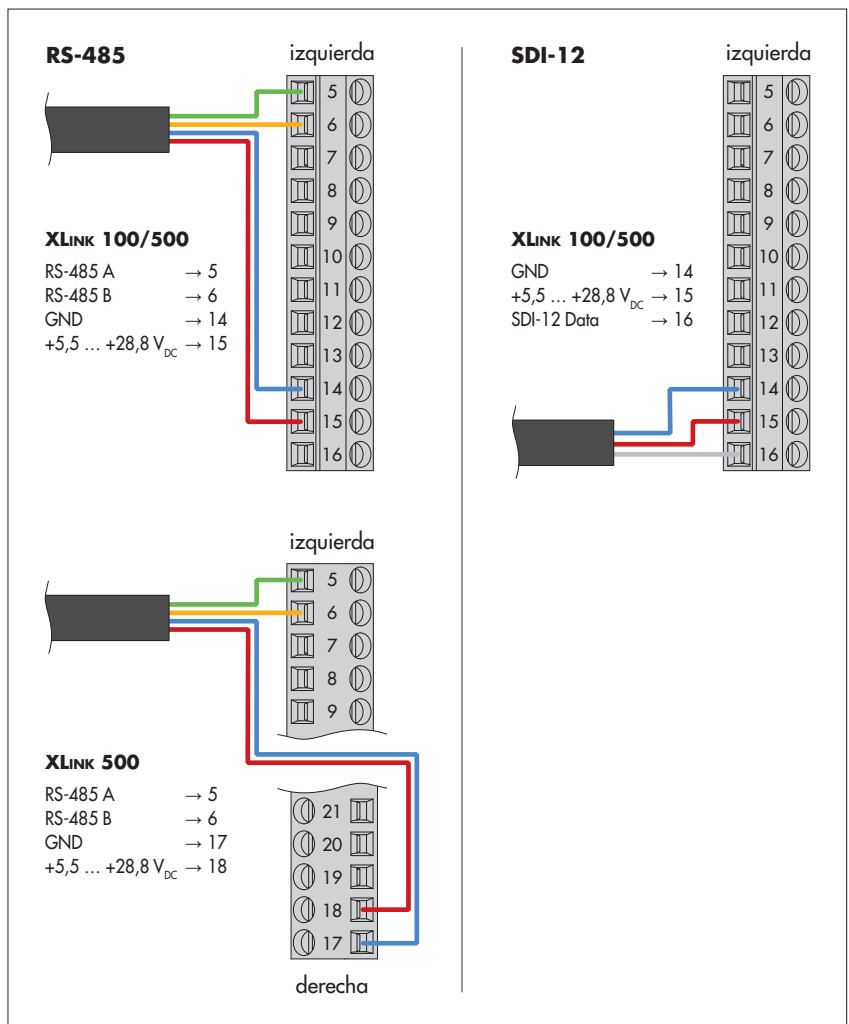 RS-485
izquierda
5
6
7
8
9
10
11
12
13
14
15
16
XLINK 100/500
RS-485 A → 5
RS-485 B → 6
GND → 14
+5,5 … +28,8 VDC → 15
izquierda
5
6
7
8
9
XLINK 500
RS-485 A → 5
RS-485 B → 6
GND → 17
+5,5 … +28,8 VDC → 18
21
20
19
18
17
derecha
SDI-12
izquierda
5
6
7
8
9
10
11
12
13
14
15
16
XLINK 100/500
GND → 14
+5,5 … +28,8 VDC → 15
SDI-12 Data → 16